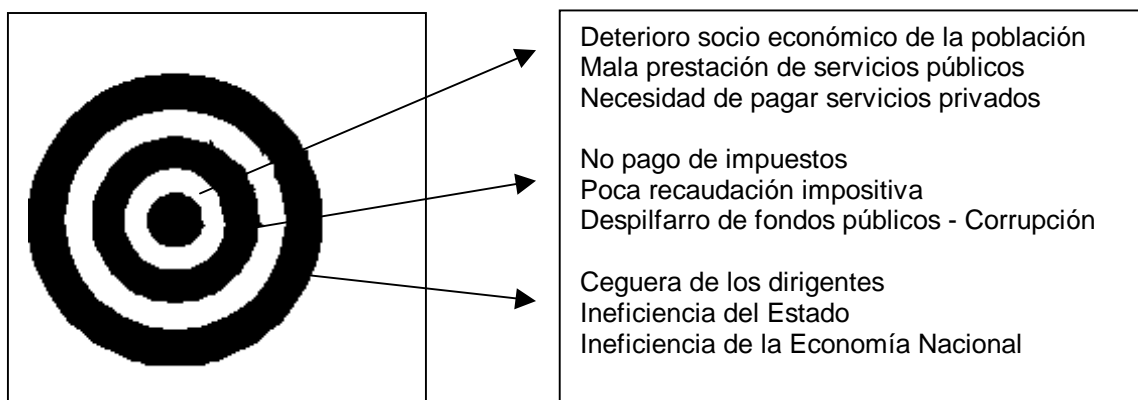 Deterioro socio económico de la población
Mala prestación de servicios públicos
Necesidad de pagar servicios privados
No pago de impuestos
Poca recaudación impositiva
Despilfarro de fondos públicos - Corrupción
Ceguera de los dirigentes
Ineficiencia del Estado
Ineficiencia de la Economía Nacional